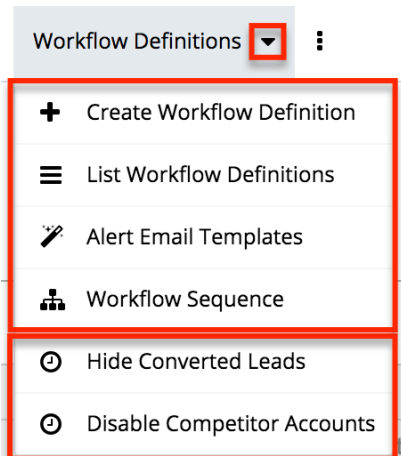 Workflow Definitions
Create Workflow Definition
List Workflow Definitions
Alert Email Templates
Workflow Sequence
Hide Converted Leads
Disable Competitor Accounts